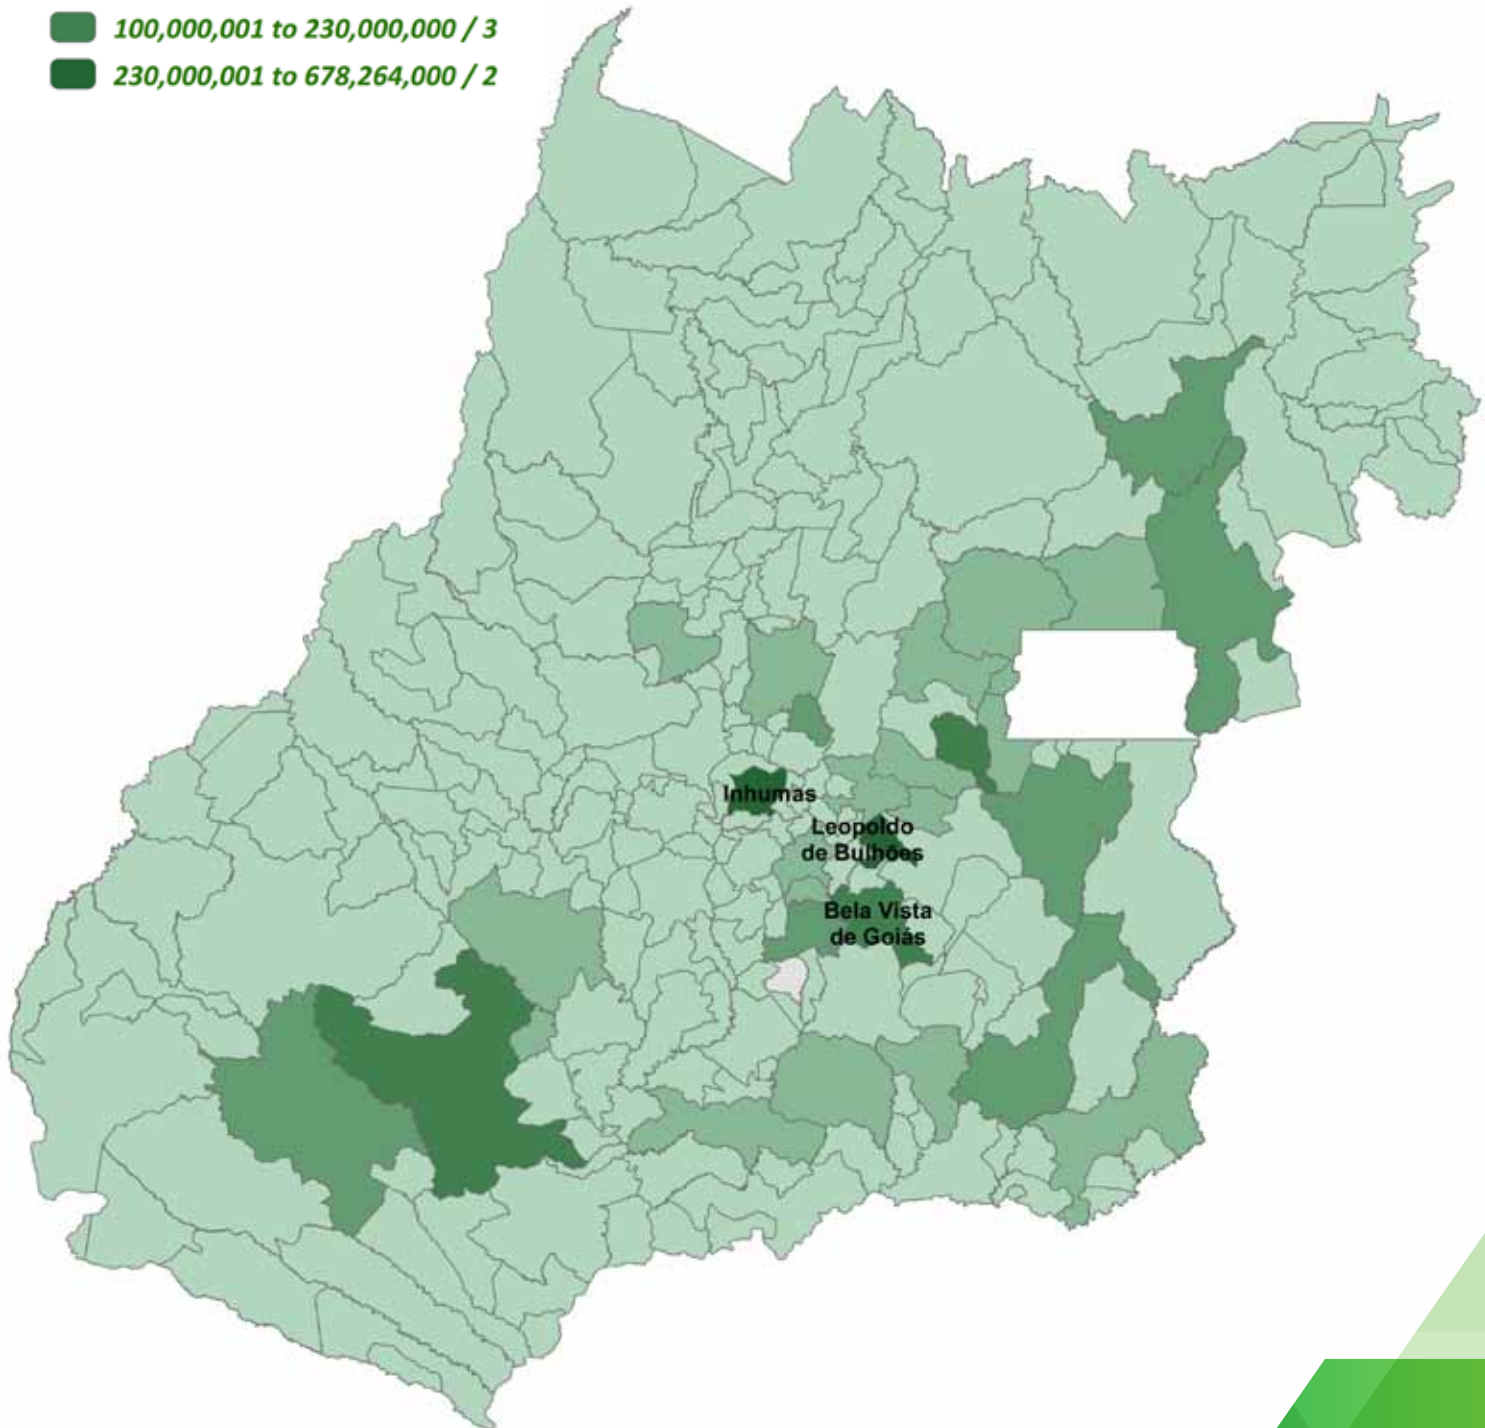 100,000,001 to 230,000,000 / 3
230,000,001 to 678,264,000 / 2
Inhumas
Leopoldo
de Bulhões
Bela Vista
de Goiás